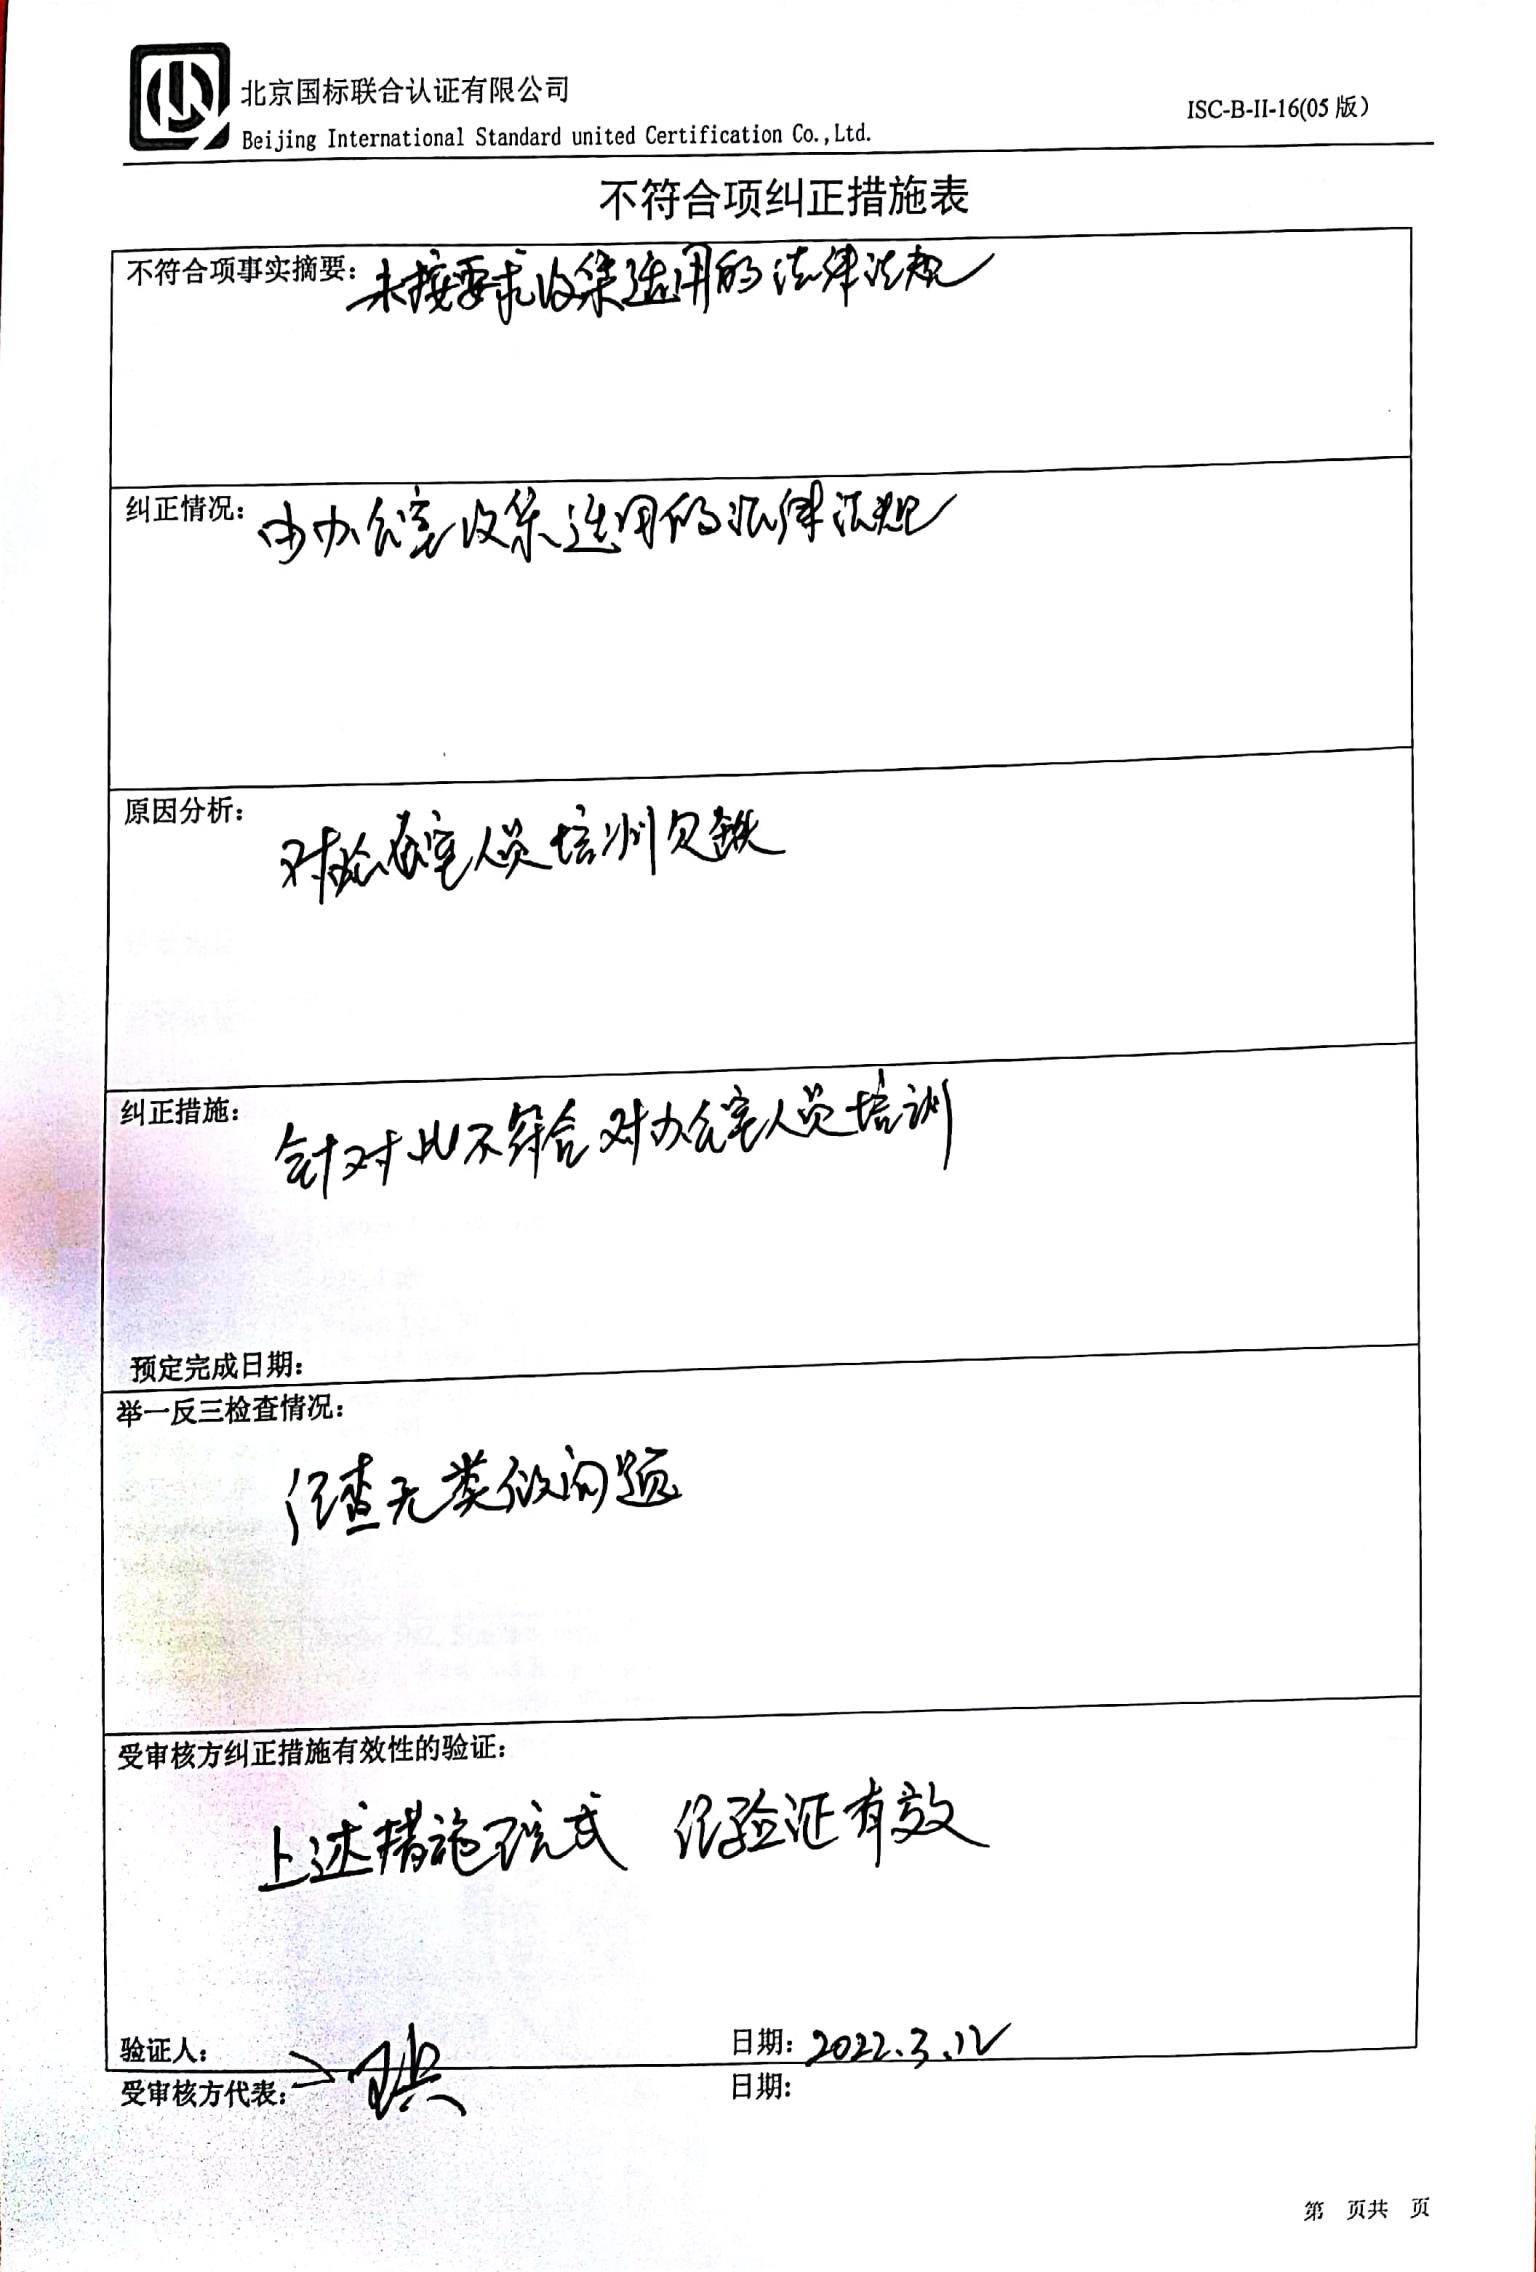 北京国标联合认证有限公司
Beijing International Standard united Certification Co.,Ltd.
ISC-B-II-16(05版)
不符合项纠正措施表
不符合项事实摘要: 未按要求收集适用的法律法规
纠正情况: 由办公室收集适用的法律法规
原因分析:
对 室人员培训欠缺
纠正措施:
针对此不符合对办公室人员培训
预定完成日期:
举一反三检查情况:
经查无类似问题
受审核方纠正措施有效性的验证:
上述措施 经验证有效
验证人: 日期: 2022.3.12
受审核方代表: 日期:
第 页共 页